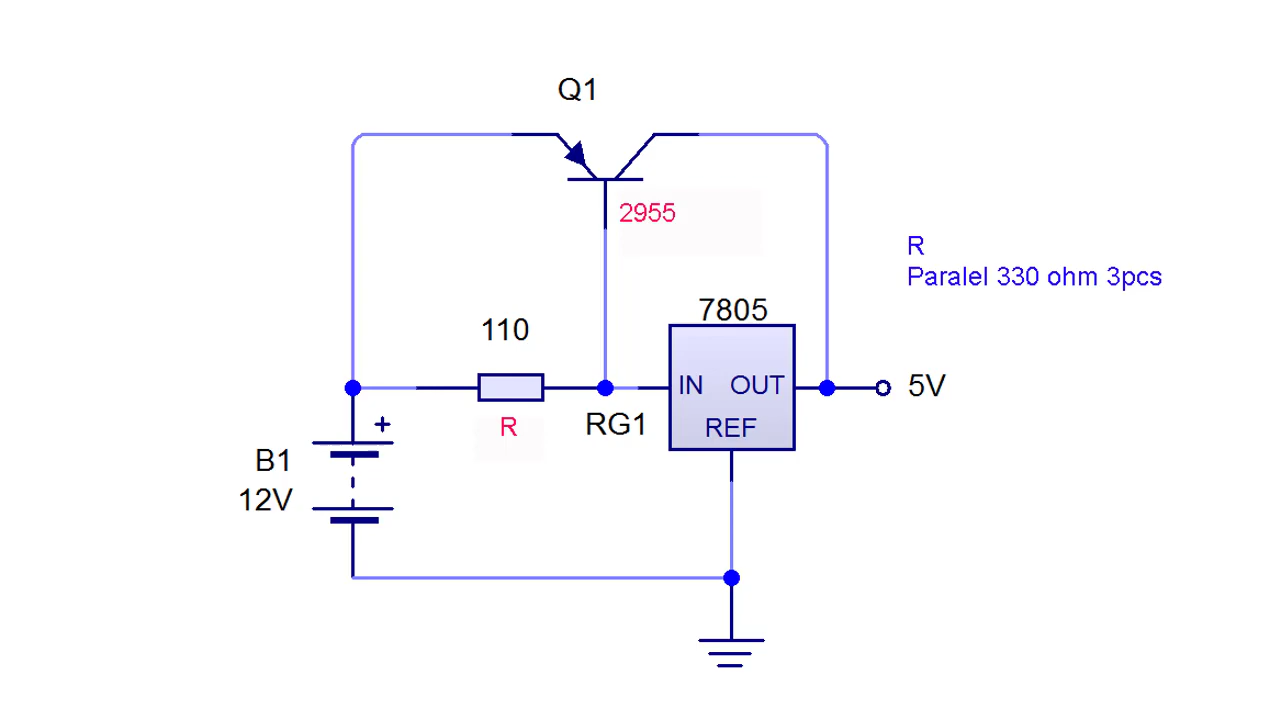 Q1
2955
R
Paralel 330 ohm 3pcs
110
7805
IN OUT
5V
R
RG1
REF
+
B1
12V